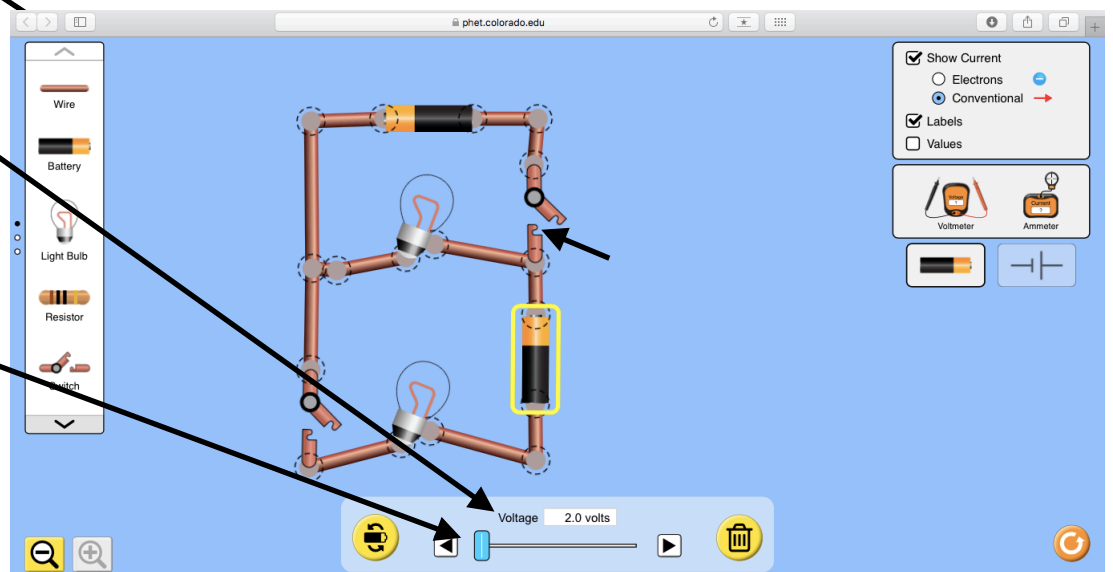 phet.colorado.edu
Wire
Battery
Light Bulb
Resistor
Switch
Show Current
Electrons
Conventional
Labels
Values
Voltmeter
Ammeter
Voltage 2.0 volts